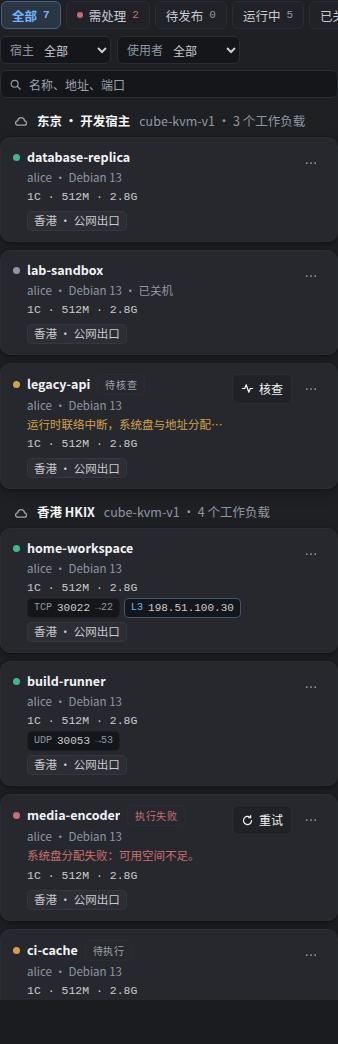 全部 7 需处理 2 待发布 0 运行中 5 已关
宿主 全部 使用者 全部
名称、地址、端口
东京・开发宿主 cube-kvm-v1 • 3 个工作负载
database-replica ...
alice • Debian 13
1C · 512M · 2.8G
香港・公网出口
lab-sandbox ...
alice • Debian 13 • 已关机
1C · 512M · 2.8G
香港・公网出口
legacy-api 待核查 核查 ...
alice • Debian 13
运行时联络中断，系统盘与地址分配…
1C · 512M · 2.8G
香港・公网出口
香港 HKIX cube-kvm-v1 • 4 个工作负载
home-workspace ...
alice • Debian 13
1C · 512M · 2.8G
TCP 30022 →22 L3 198.51.100.30
香港・公网出口
build-runner ...
alice • Debian 13
1C · 512M · 2.8G
UDP 30053 →53
香港・公网出口
media-encoder 执行失败 重试 ...
alice • Debian 13
系统盘分配失败：可用空间不足。
1C · 512M · 2.8G
香港・公网出口
ci-cache 待执行 ...
alice • Debian 13
1C · 512M · 2.8G